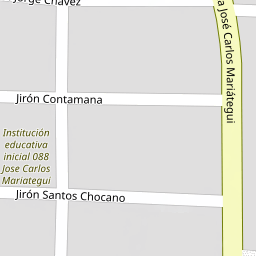 Jorge Chávez
a José Carlos Mariátegui
Jirón Contamana
Institución
educativa
inicial 088
Jose Carlos
Mariategui
Jirón Santos Chocano